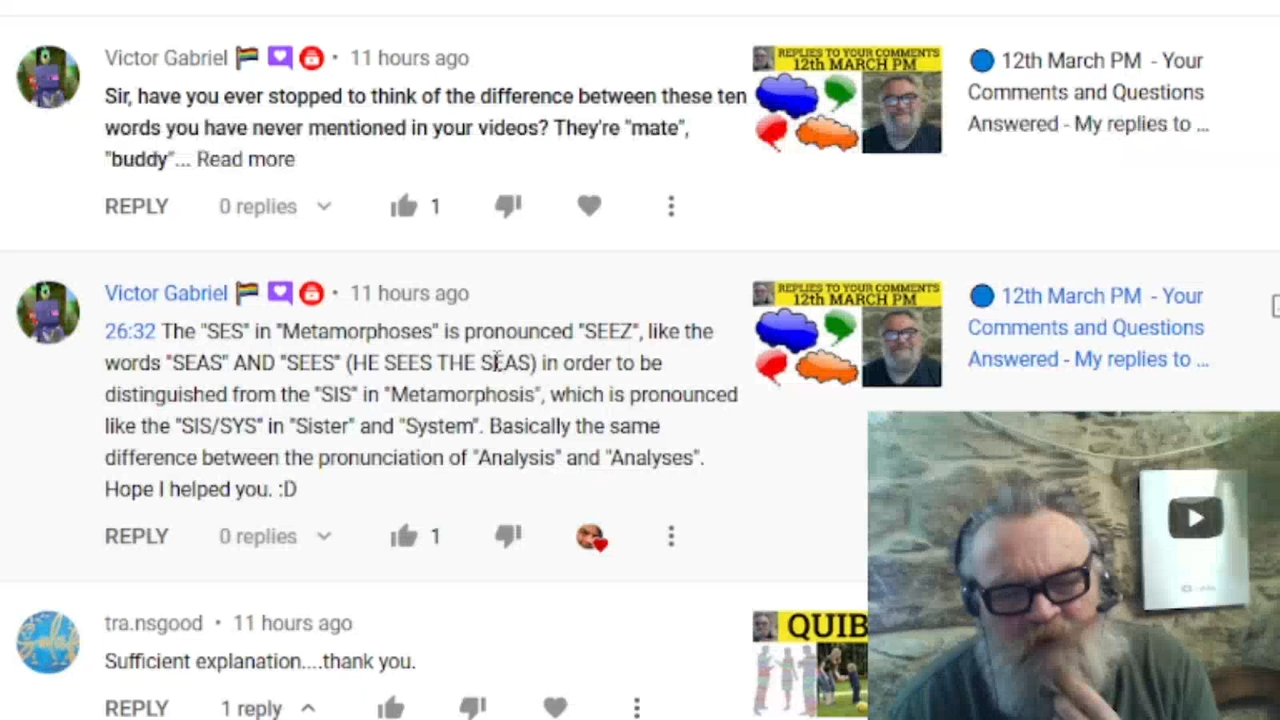 Victor Gabriel • 11 hours ago
Sir, have you ever stopped to think of the difference between these ten
words you have never mentioned in your videos? They're "mate",
"buddy"... Read more
REPLY 0 replies 1
REPLIES TO YOUR COMMENTS
12th MARCH PM
12th March PM - Your
Comments and Questions
Answered - My replies to ...
Victor Gabriel • 11 hours ago
26:32 The "SES" in "Metamorphoses" is pronounced "SEEZ", like the
words "SEAS" AND "SEES" (HE SEES THE SEAS) in order to be
distinguished from the "SIS" in "Metamorphosis", which is pronounced
like the "SIS/SYS" in "Sister" and "System". Basically the same
difference between the pronunciation of "Analysis" and "Analyses".
Hope I helped you. :D
REPLY 0 replies 1
REPLIES TO YOUR COMMENTS
12th MARCH PM
12th March PM - Your
Comments and Questions
Answered - My replies to ...
tra.nsgood • 11 hours ago
Sufficient explanation....thank you.
REPLY 1 reply
QUIB